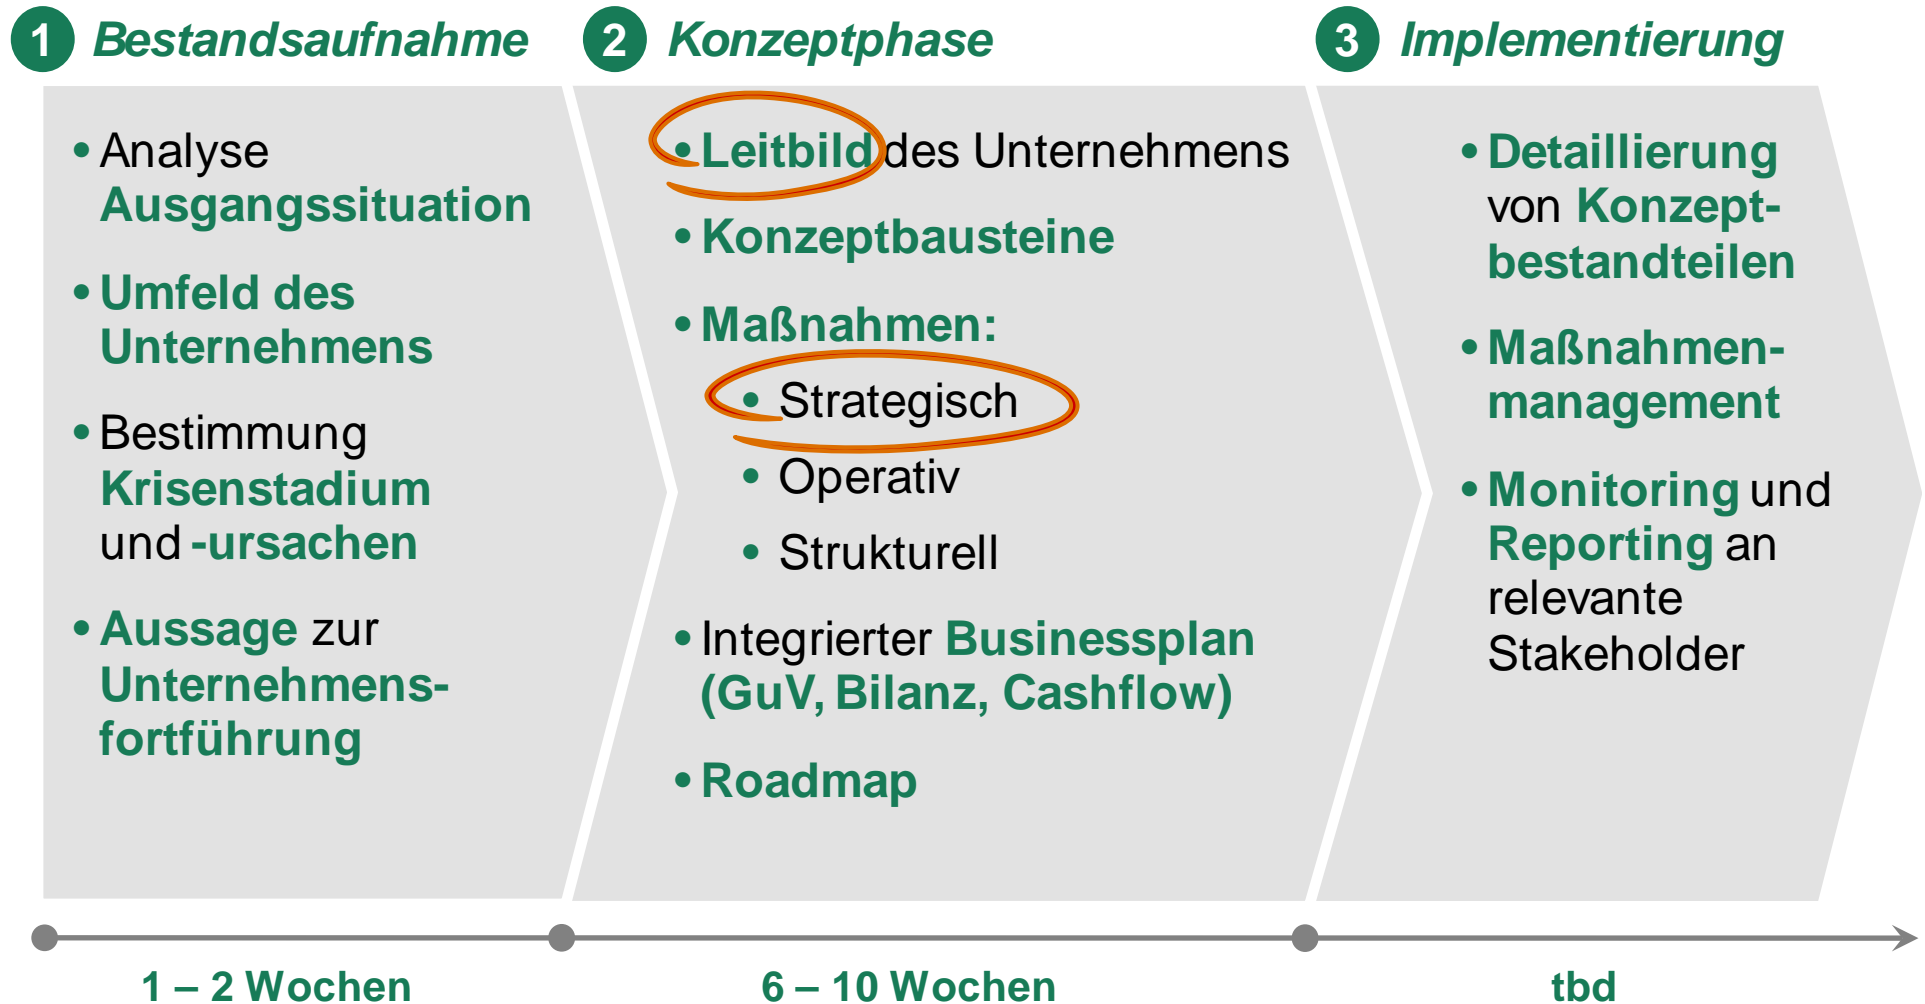 1 Bestandsaufnahme
• Analyse
Ausgangssituation
• Umfeld des
Unternehmens
• Bestimmung
Krisenstadium
und -ursachen
• Aussage zur
Unternehmens-
fortführung
1 – 2 Wochen
2 Konzeptphase
• Leitbild des Unternehmens
• Konzeptbausteine
• Maßnahmen:
• Strategisch
• Operativ
• Strukturell
• Integrierter Businessplan
(GuV, Bilanz, Cashflow)
• Roadmap
6 – 10 Wochen
3 Implementierung
• Detaillierung
von Konzept-
bestandteilen
• Maßnahmen-
management
• Monitoring und
Reporting an
relevante
Stakeholder
tbd